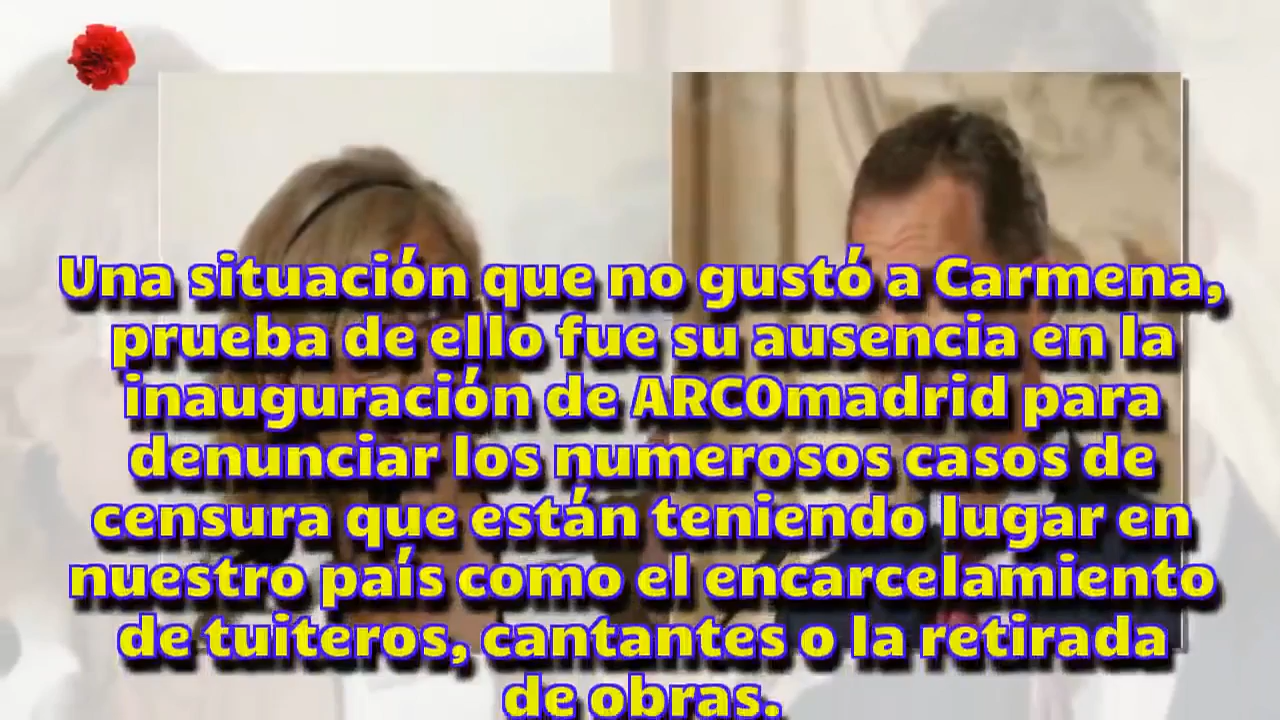 Una situación que no gustó a Carmena,
prueba de ello fue su ausencia en la
inauguración de ARCOmadrid para
denunciar los numerosos casos de
censura que están teniendo lugar en
nuestro país como el encarcelamiento
de tuiteros, cantantes o la retirada
de obras.